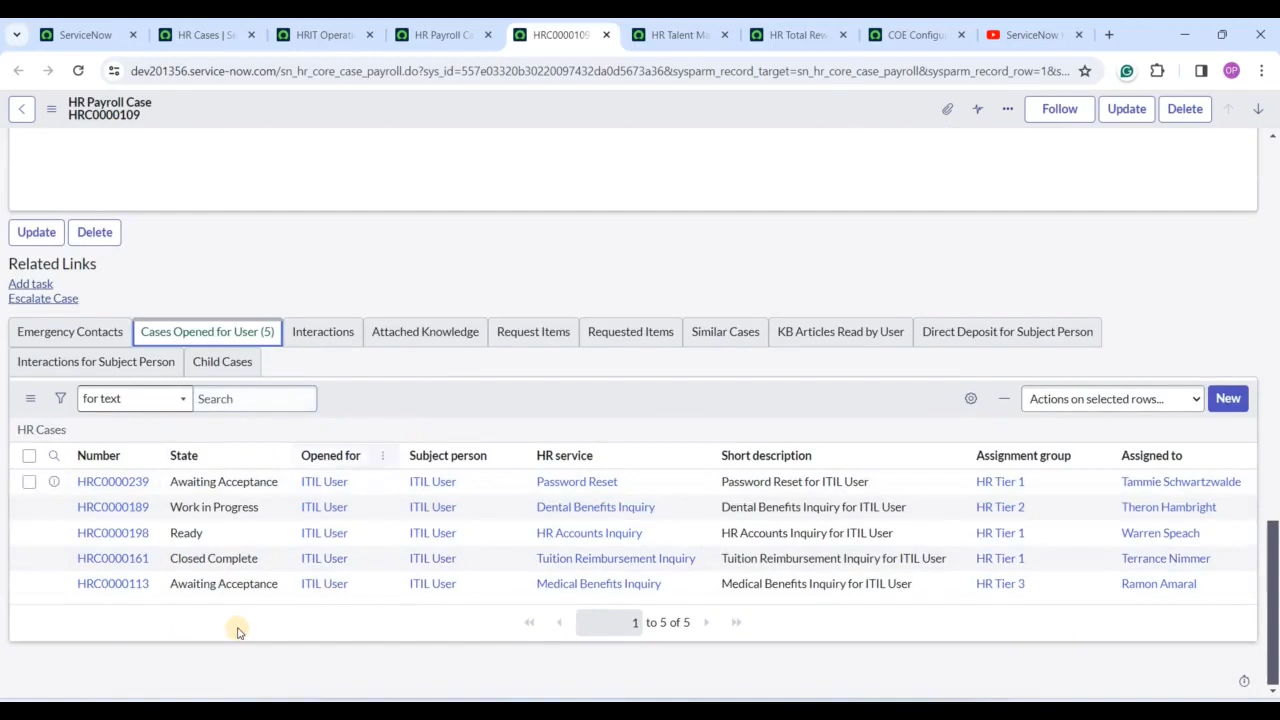 ServiceNow
HR Cases | S
HRIT Operati
HR Payroll Ca
HRC0000109
HR Talent Ma
HR Total Rew
COE Configu
ServiceNow
dev201356.service-now.com/sn_hr_core_case_payroll.do?sys_id=557e03320b30220097432da0d5673a36&sysparm_record_target=sn_hr_core_case_payroll&sysparm_record_row=1&s...
OP
HR Payroll Case
HRC0000109
Follow
Update
Delete
Update
Delete
Related Links
Add task
Escalate Case
Emergency Contacts
Cases Opened for User (5)
Interactions
Attached Knowledge
Request Items
Requested Items
Similar Cases
KB Articles Read by User
Direct Deposit for Subject Person
Interactions for Subject Person
Child Cases
for text
Search
Actions on selected rows...
New
HR Cases
Number State Opened for Subject person HR service Short description Assignment group Assigned to
HRC0000239 Awaiting Acceptance ITIL User ITIL User Password Reset Password Reset for ITIL User HR Tier 1 Tammie Schwartzwalde
HRC0000189 Work in Progress ITIL User ITIL User Dental Benefits Inquiry Dental Benefits Inquiry for ITIL User HR Tier 2 Theron Hambright
HRC0000198 Ready ITIL User ITIL User HR Accounts Inquiry HR Accounts Inquiry for ITIL User HR Tier 1 Warren Speach
HRC0000161 Closed Complete ITIL User ITIL User Tuition Reimbursement Inquiry Tuition Reimbursement Inquiry for ITIL User HR Tier 1 Terrance Nimmer
HRC0000113 Awaiting Acceptance ITIL User ITIL User Medical Benefits Inquiry Medical Benefits Inquiry for ITIL User HR Tier 3 Ramon Amaral
1 to 5 of 5